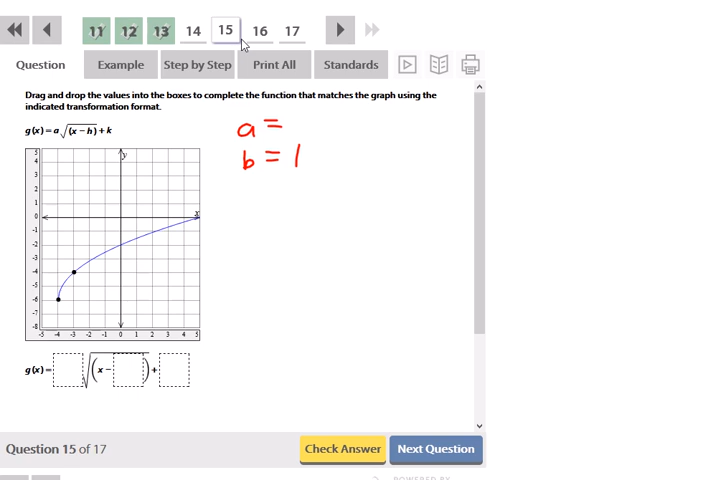 11 12 13 14 15 16 17
Question Example Step by Step Print All Standards
Drag and drop the values into the boxes to complete the function that matches the graph using the
indicated transformation format.
g(x) = a √(x − h) + k
a =
b = 1
y
x
5
4
3
2
1
0
-1
-2
-3
-4
-5
-6
-7
-8
-5 -4 -3 -2 -1 0 1 2 3 4 5
g(x) = √(x − ) +
Question 15 of 17
Check Answer Next Question
POWERED BY